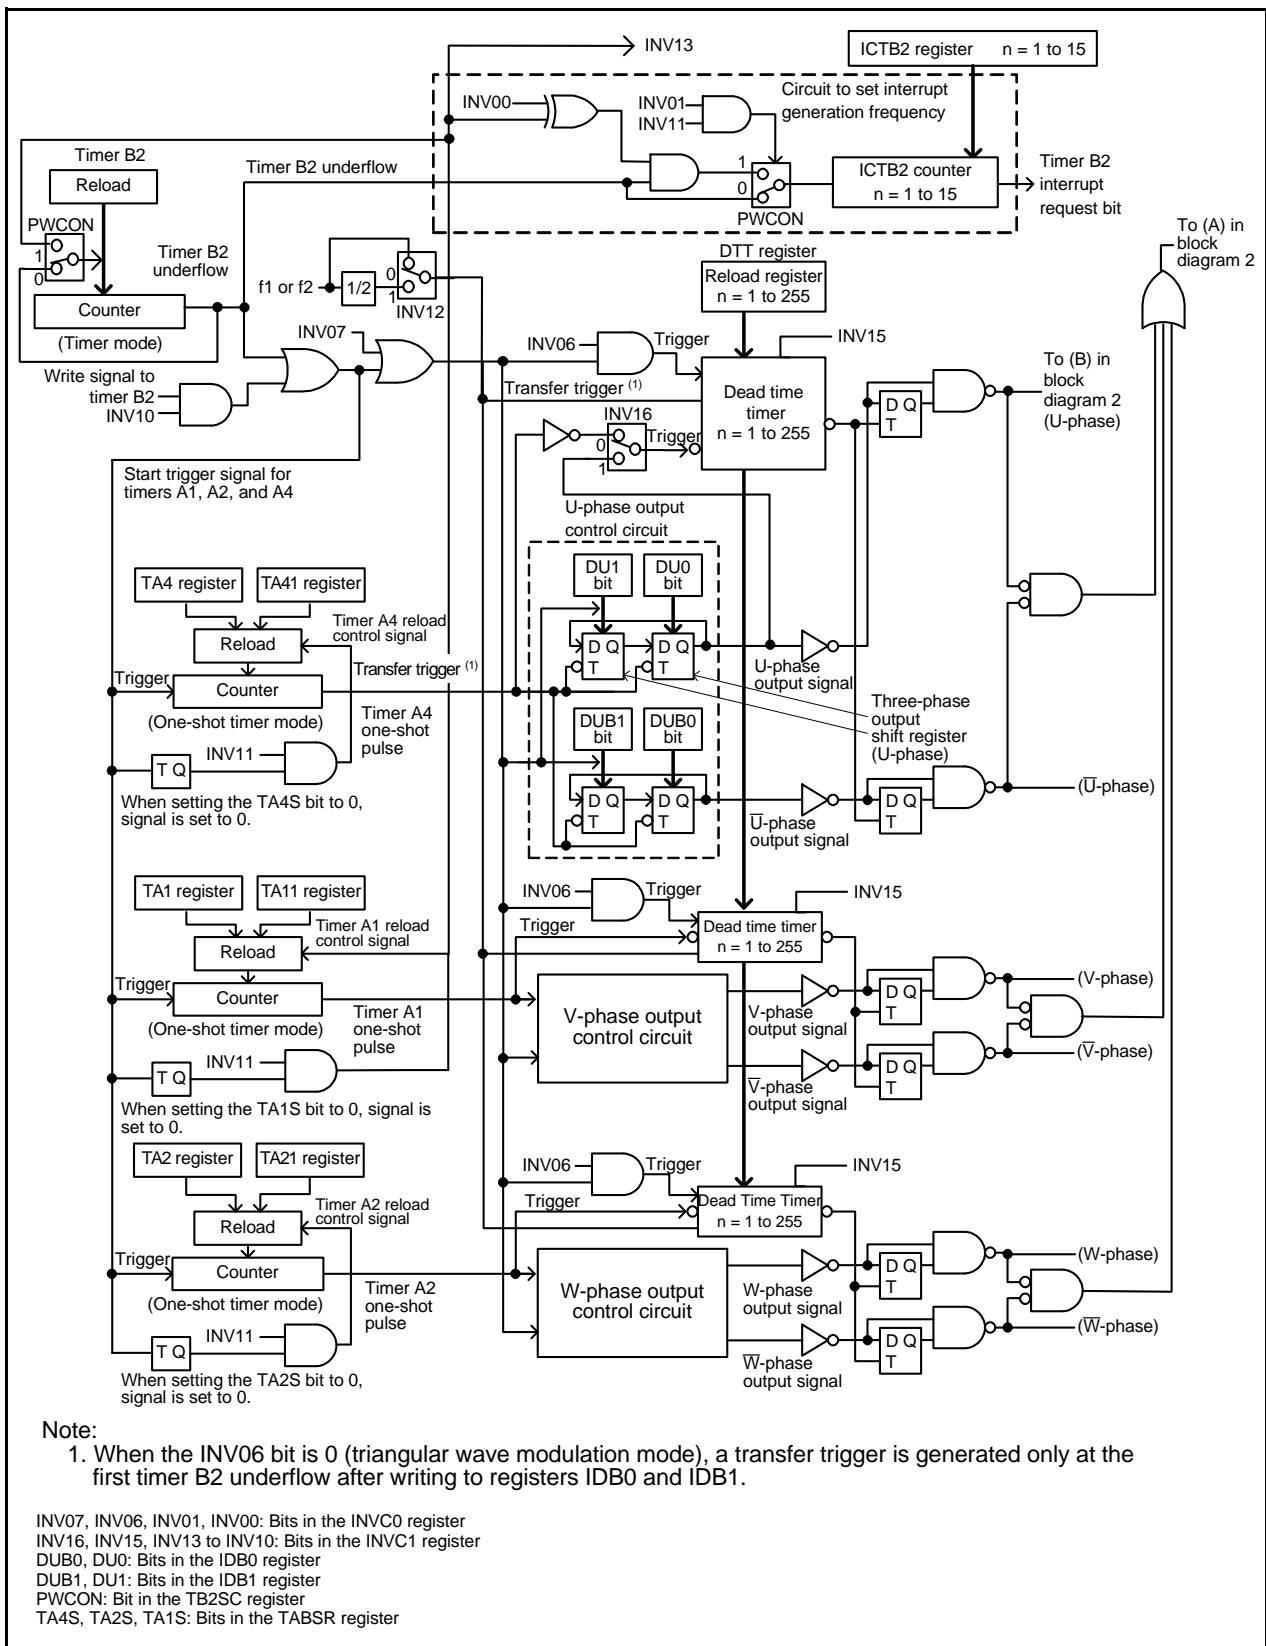 INV13
ICTB2 register n = 1 to 15
Circuit to set interrupt
generation frequency
INV00
INV01
INV11
Timer B2
Reload
Timer B2 underflow
1
0
PWCON
ICTB2 counter
n = 1 to 15
Timer B2
interrupt
request bit
PWCON
1
0
Timer B2
underflow
Counter
(Timer mode)
f1 or f2
1/2
0
1
INV12
DTT register
Reload register
n = 1 to 255
To (A) in
block
diagram 2
INV07
INV06
Trigger
INV15
Write signal to
timer B2
INV10
Transfer trigger (1)
Dead time
timer
n = 1 to 255
D Q
T
To (B) in
block
diagram 2
(U-phase)
INV16
0
1
Trigger
Start trigger signal for
timers A1, A2, and A4
U-phase output
control circuit
DU1
bit
DU0
bit
TA4 register
TA41 register
Timer A4 reload
control signal
Reload
Transfer trigger (1)
Trigger
Counter
(One-shot timer mode)
Timer A4
one-shot
pulse
D Q
T
D Q
T
U-phase
output signal
Three-phase
output
shift register
(U-phase)
DUB1
bit
DUB0
bit
INV11
T Q
When setting the TA4S bit to 0,
signal is set to 0.
D Q
T
D Q
T
U̅-phase
output signal
D Q
T
(U̅-phase)
TA1 register
TA11 register
Timer A1 reload
control signal
Reload
Trigger
Counter
(One-shot timer mode)
Timer A1
one-shot
pulse
INV11
T Q
When setting the TA1S bit to 0, signal is
set to 0.
INV06
Trigger
INV15
Trigger
Dead time timer
n = 1 to 255
V-phase output
control circuit
V-phase
output signal
D Q
T
(V-phase)
V̅-phase
output signal
D Q
T
(V̅-phase)
TA2 register
TA21 register
Timer A2 reload
control signal
Reload
Trigger
Counter
(One-shot timer mode)
Timer A2
one-shot
pulse
INV11
T Q
When setting the TA2S bit to 0,
signal is set to 0.
INV06
Trigger
INV15
Trigger
Dead Time Timer
n = 1 to 255
W-phase output
control circuit
W-phase
output signal
D Q
T
(W-phase)
W̅-phase
output signal
D Q
T
(W̅-phase)
Note:
1. When the INV06 bit is 0 (triangular wave modulation mode), a transfer trigger is generated only at the
first timer B2 underflow after writing to registers IDB0 and IDB1.
INV07, INV06, INV01, INV00: Bits in the INVC0 register
INV16, INV15, INV13 to INV10: Bits in the INVC1 register
DUB0, DU0: Bits in the IDB0 register
DUB1, DU1: Bits in the IDB1 register
PWCON: Bit in the TB2SC register
TA4S, TA2S, TA1S: Bits in the TABSR register